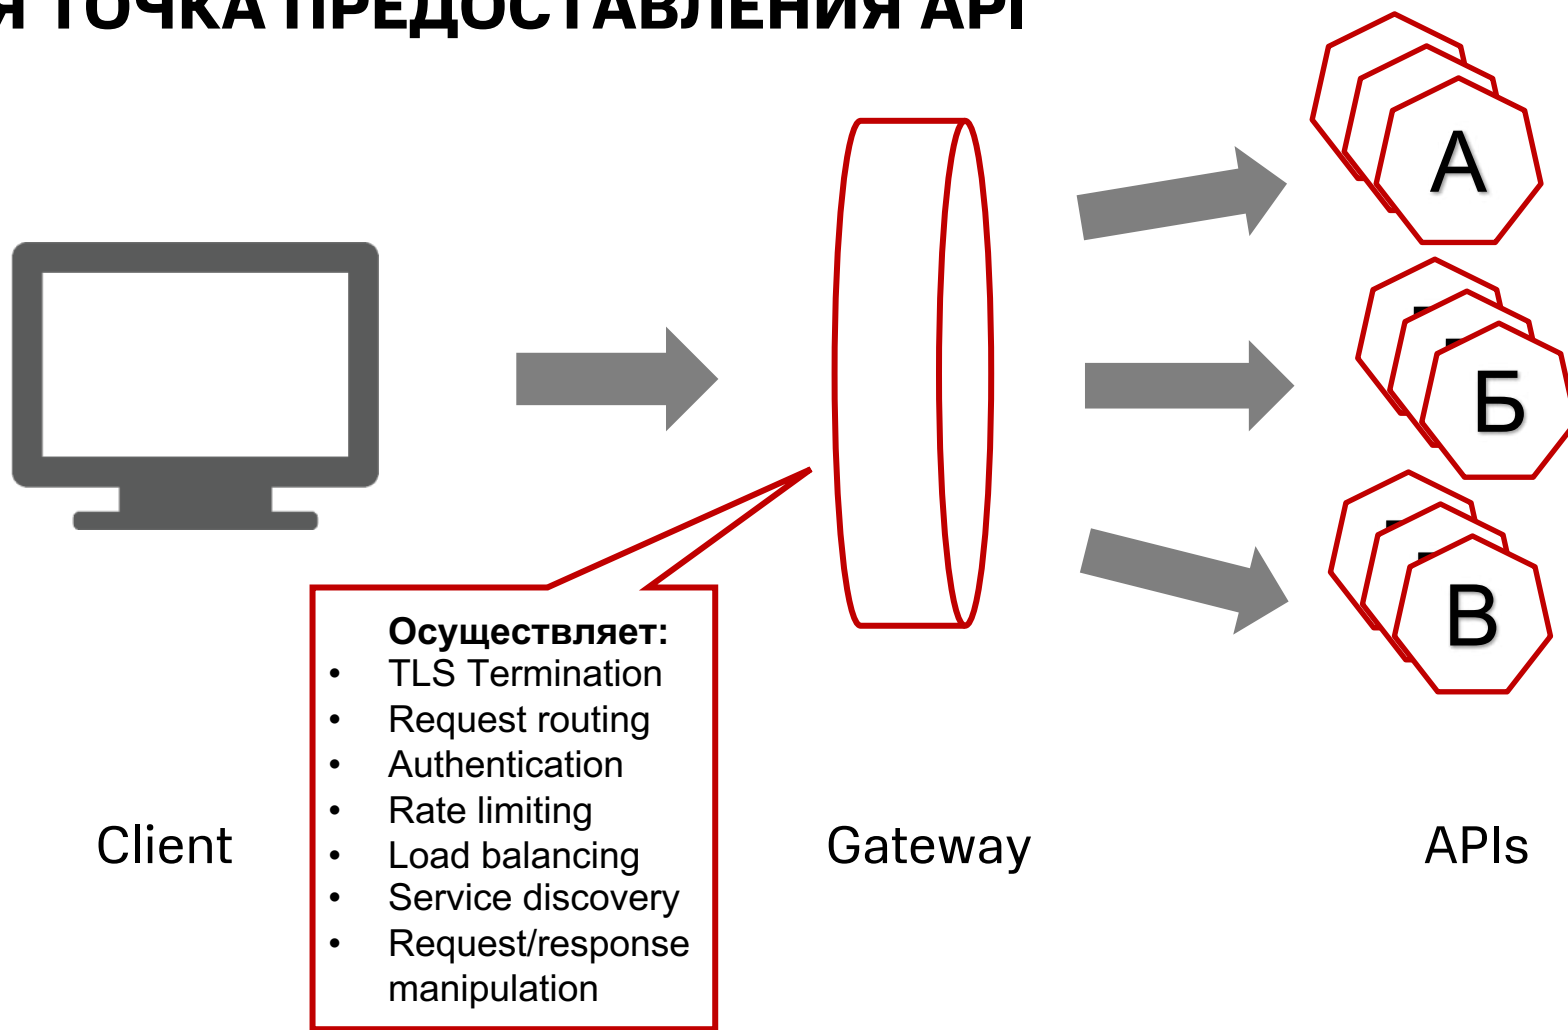 Я ТОЧКА ПРЕДОСТАВЛЕНИЯ API
А
Б
В
Осуществляет:
• TLS Termination
• Request routing
• Authentication
• Rate limiting
• Load balancing
• Service discovery
• Request/response
manipulation
Client
Gateway
APIs